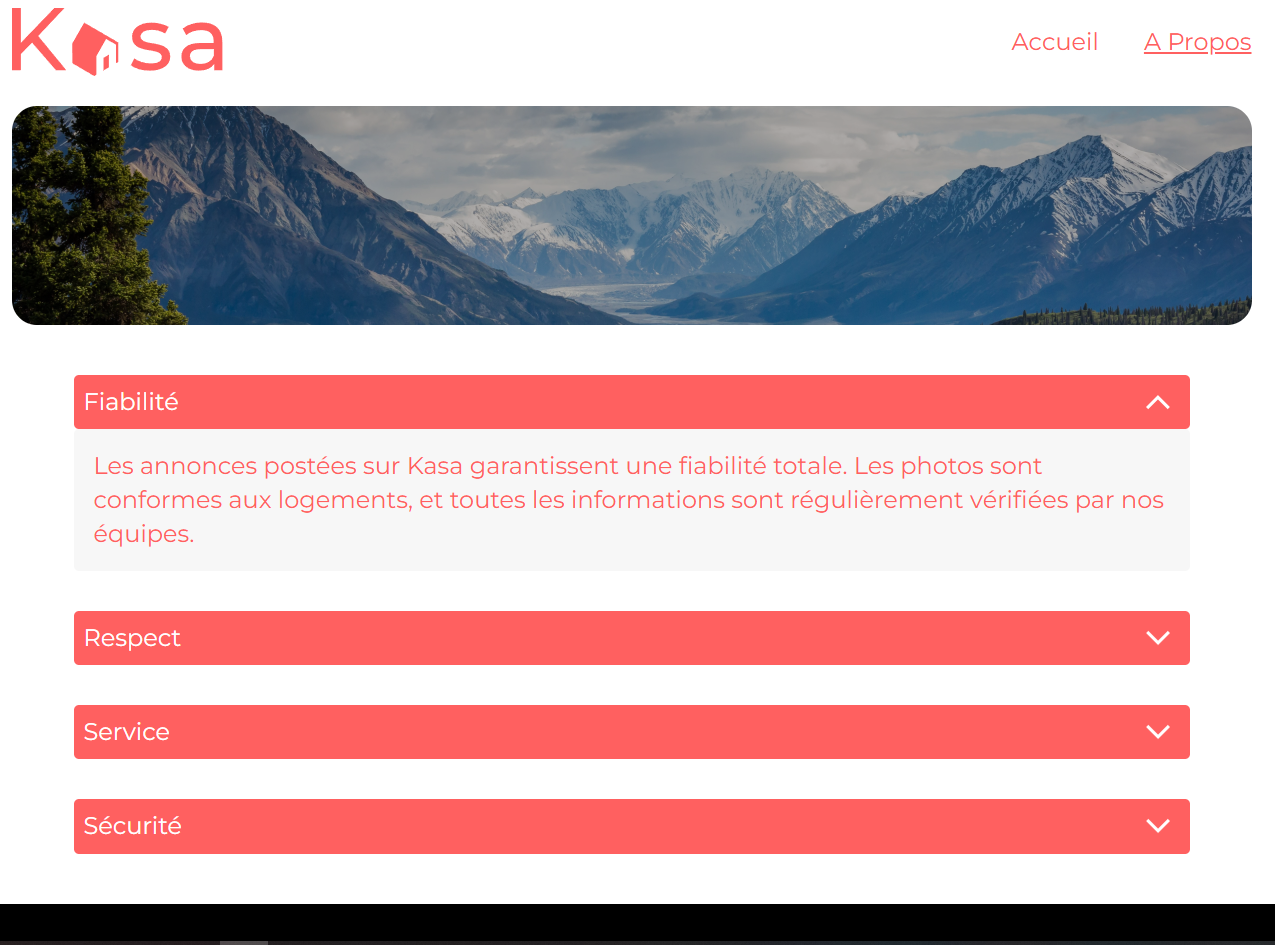 Kasa
Accueil A Propos
Fiabilité
Les annonces postées sur Kasa garantissent une fiabilité totale. Les photos sont
conformes aux logements, et toutes les informations sont régulièrement vérifiées par nos
équipes.
Respect
Service
Sécurité